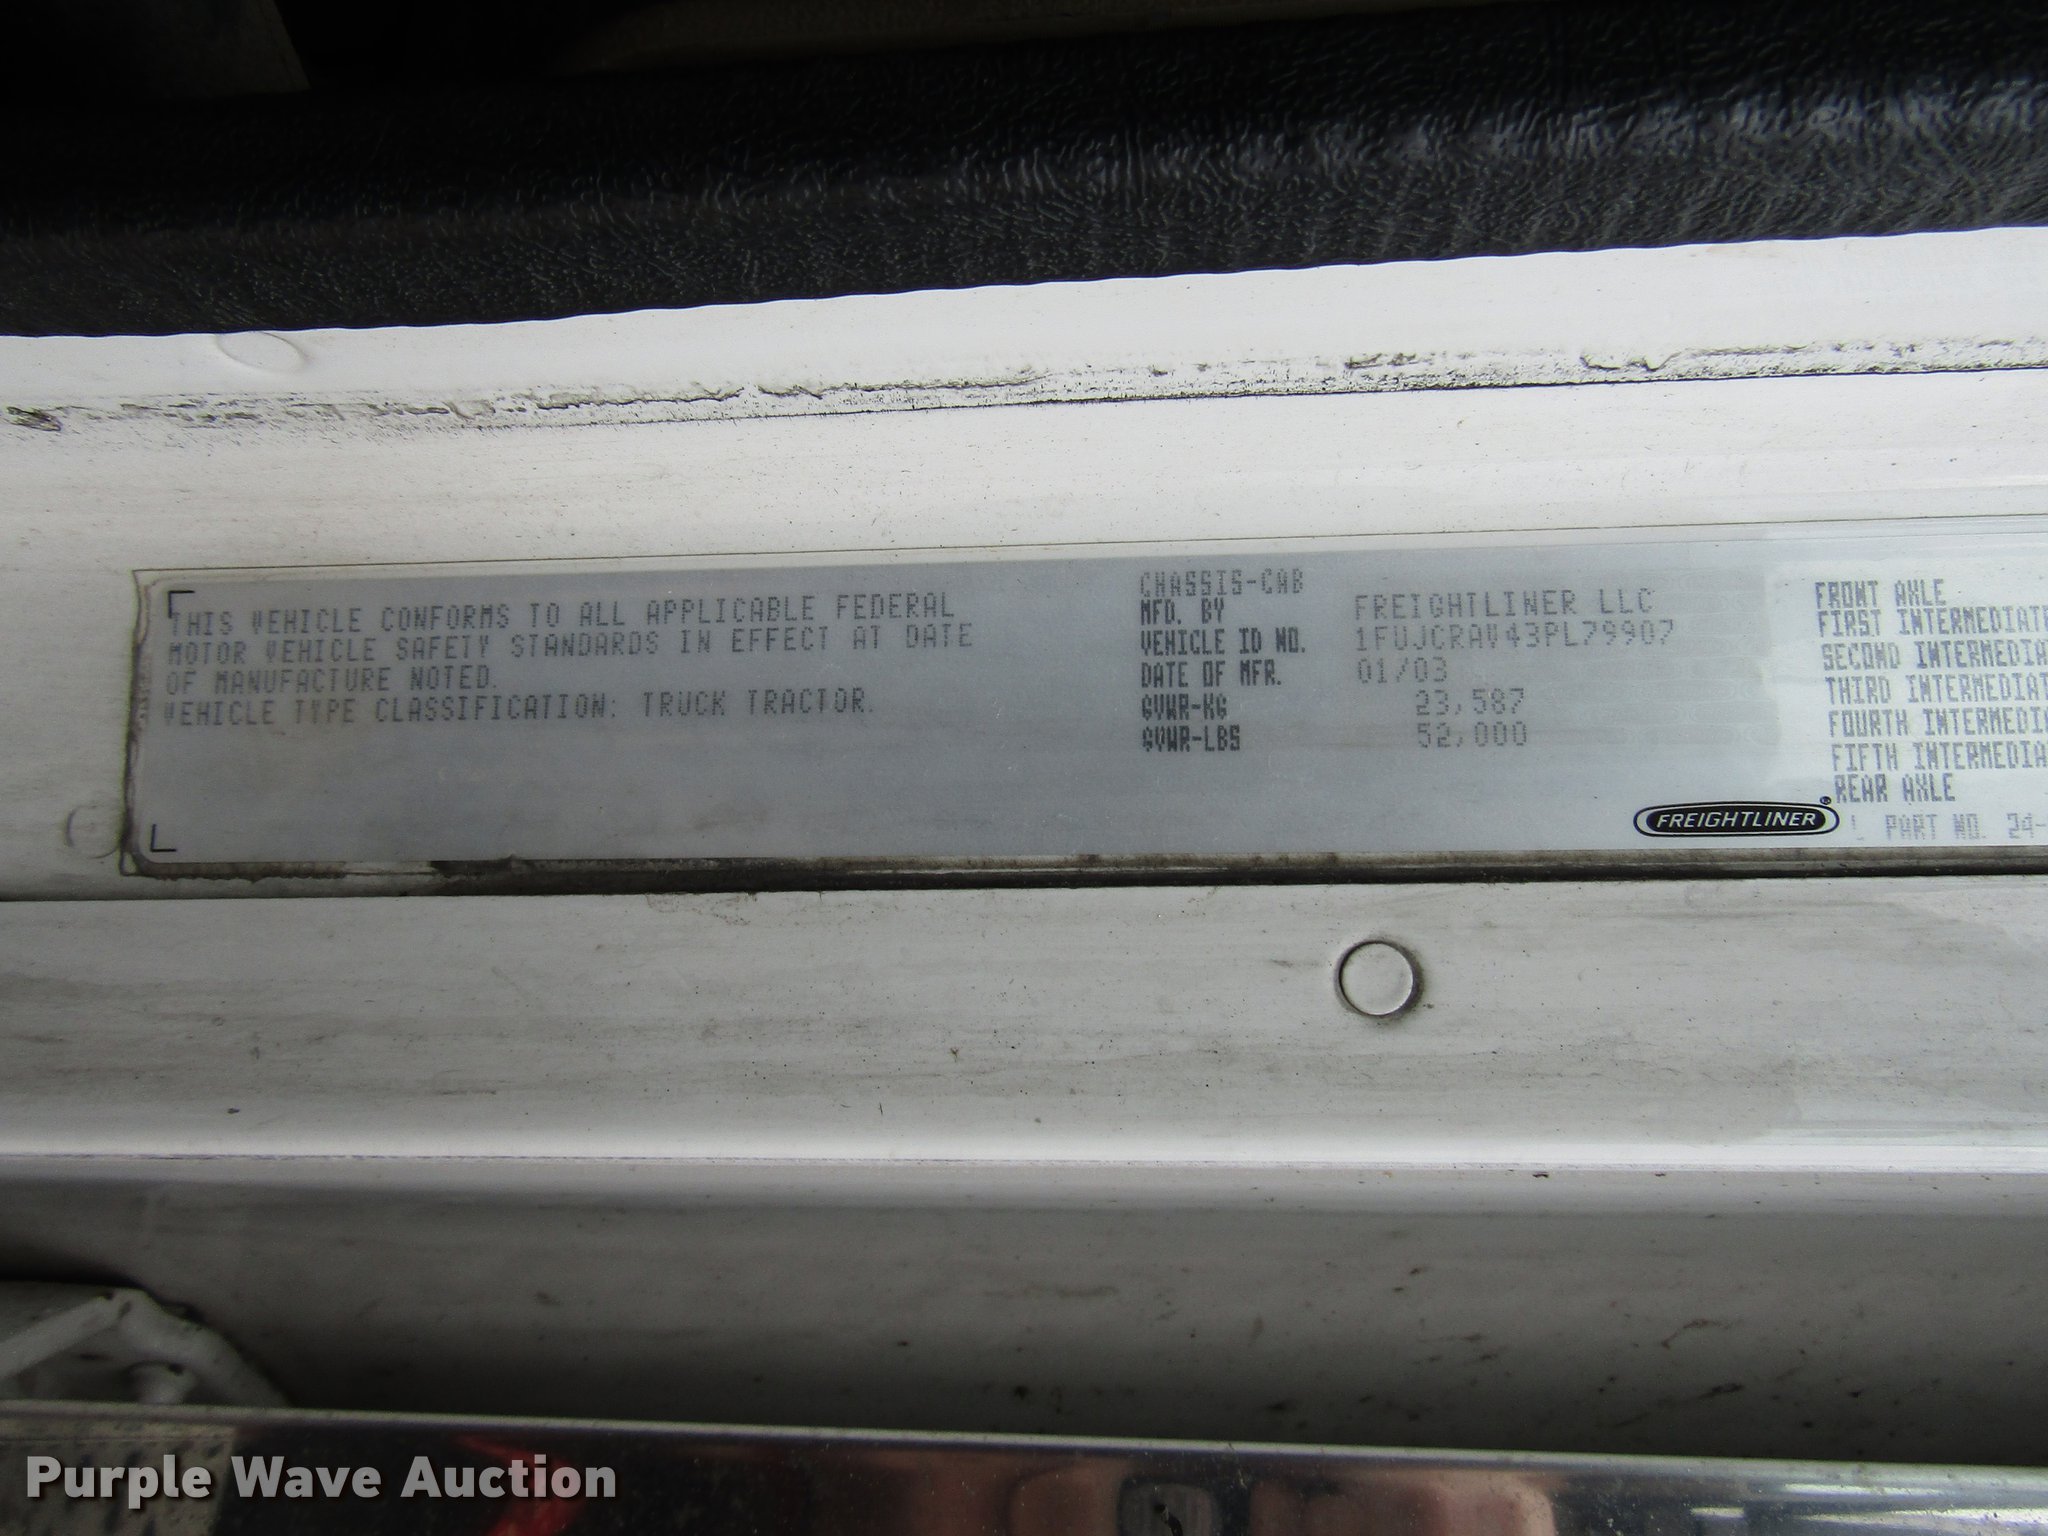 THIS VEHICLE CONFORMS TO ALL APPLICABLE FEDERAL
MOTOR VEHICLE SAFETY STANDARDS IN EFFECT AT DATE
OF MANUFACTURE NOTED.
VEHICLE TYPE CLASSIFICATION: TRUCK TRACTOR.
CHASSIS-CAB
MFD. BY FREIGHTLINER LLC
VEHICLE ID NO. 1FUJCRAV43PL79907
DATE OF MFR. 01/03
GVWR-KG 23,587
GVWR-LBS 52,000
FRONT AXLE
FIRST INTERMEDIATE
SECOND INTERMEDIA
THIRD INTERMEDIAT
FOURTH INTERMEDI
FIFTH INTERMEDIA
REAR AXLE
FREIGHTLINER
PART NO. 24-
Purple Wave Auction